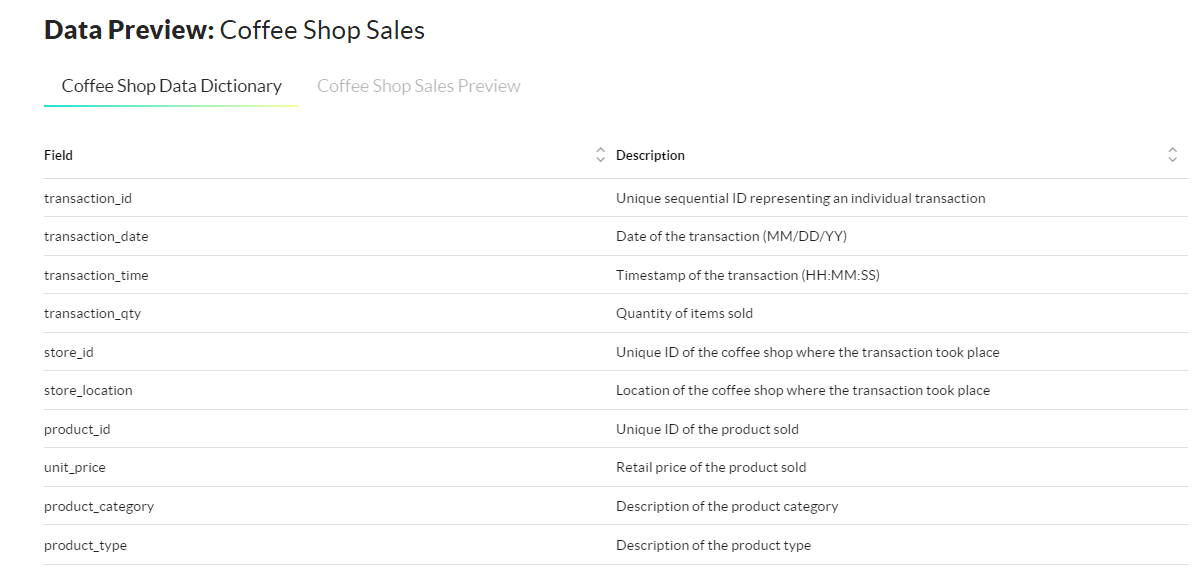 Data Preview: Coffee Shop Sales
Coffee Shop Data Dictionary Coffee Shop Sales Preview
Field Description
transaction_id Unique sequential ID representing an individual transaction
transaction_date Date of the transaction (MM/DD/YY)
transaction_time Timestamp of the transaction (HH:MM:SS)
transaction_qty Quantity of items sold
store_id Unique ID of the coffee shop where the transaction took place
store_location Location of the coffee shop where the transaction took place
product_id Unique ID of the product sold
unit_price Retail price of the product sold
product_category Description of the product category
product_type Description of the product type